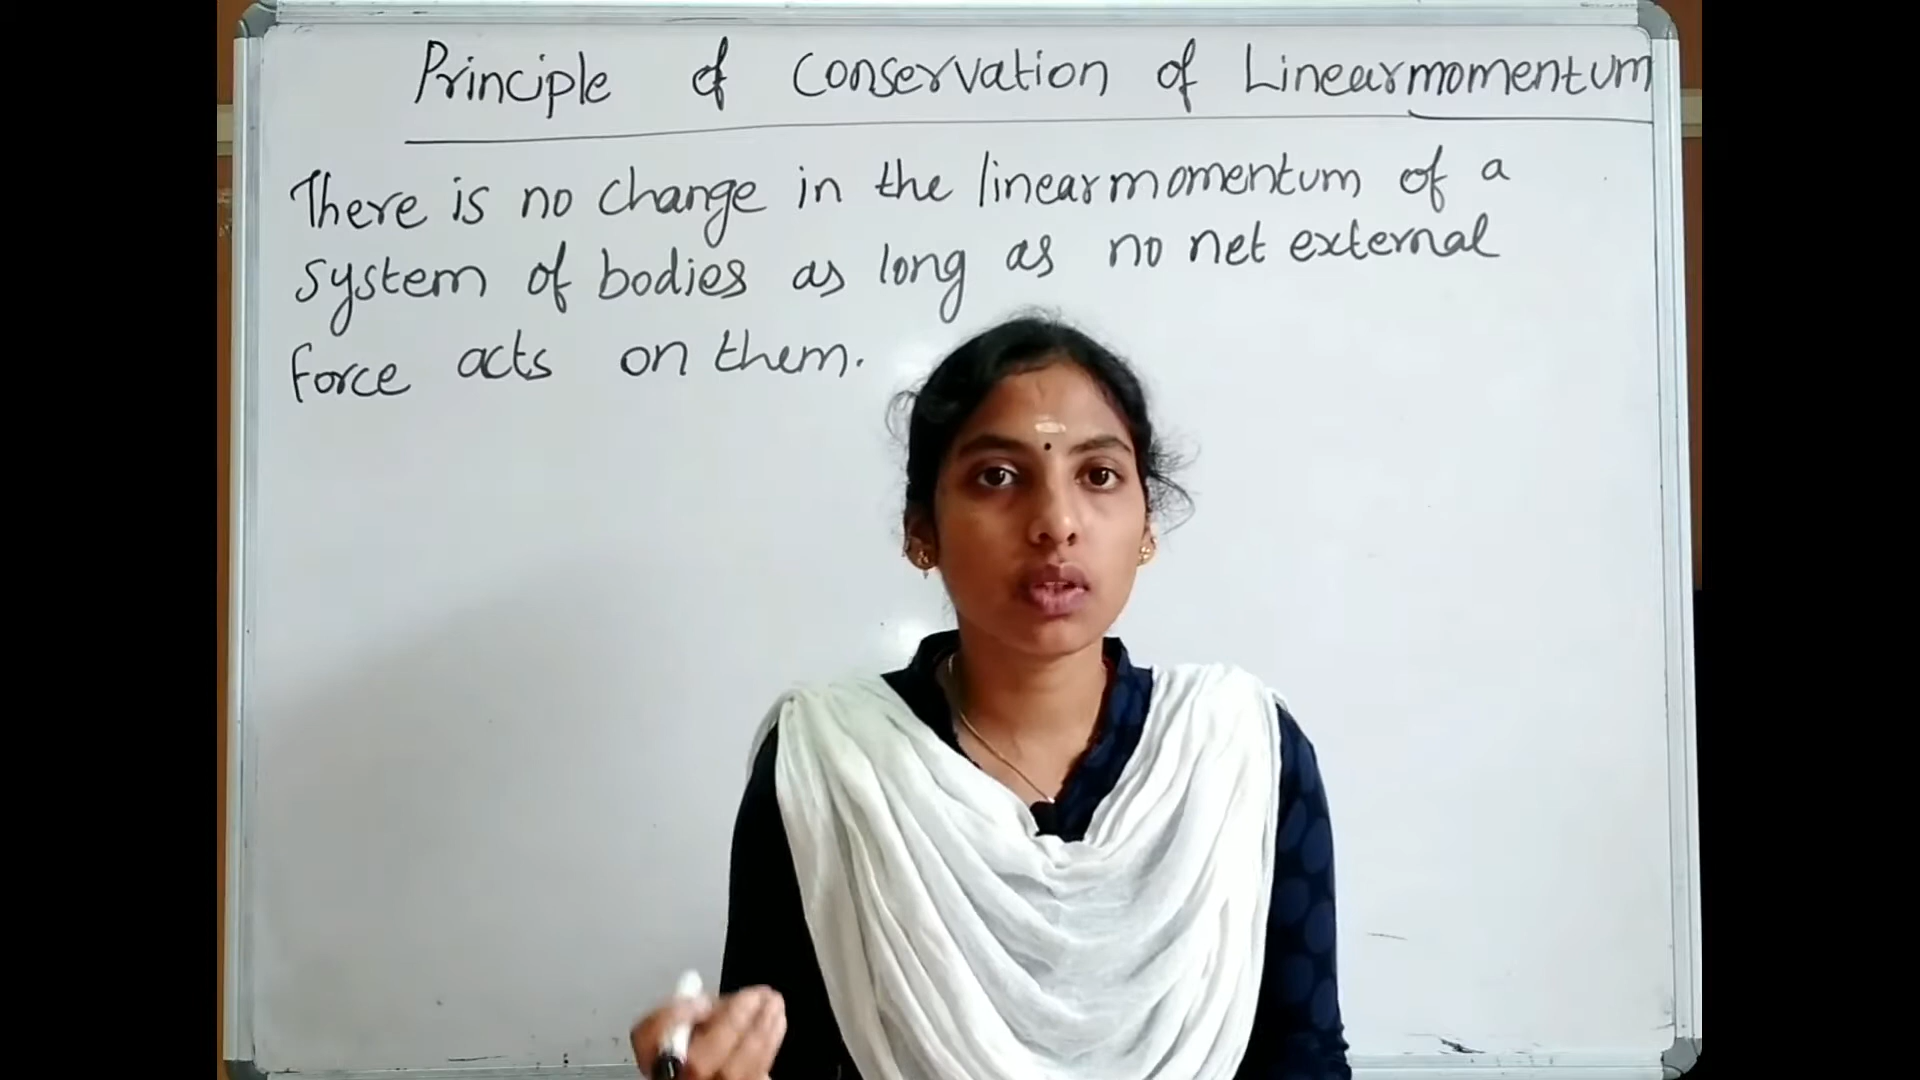 Principle of Conservation of Linearmomentum
There is no change in the linearmomentum of a
system of bodies as long as no net external
force acts on them.